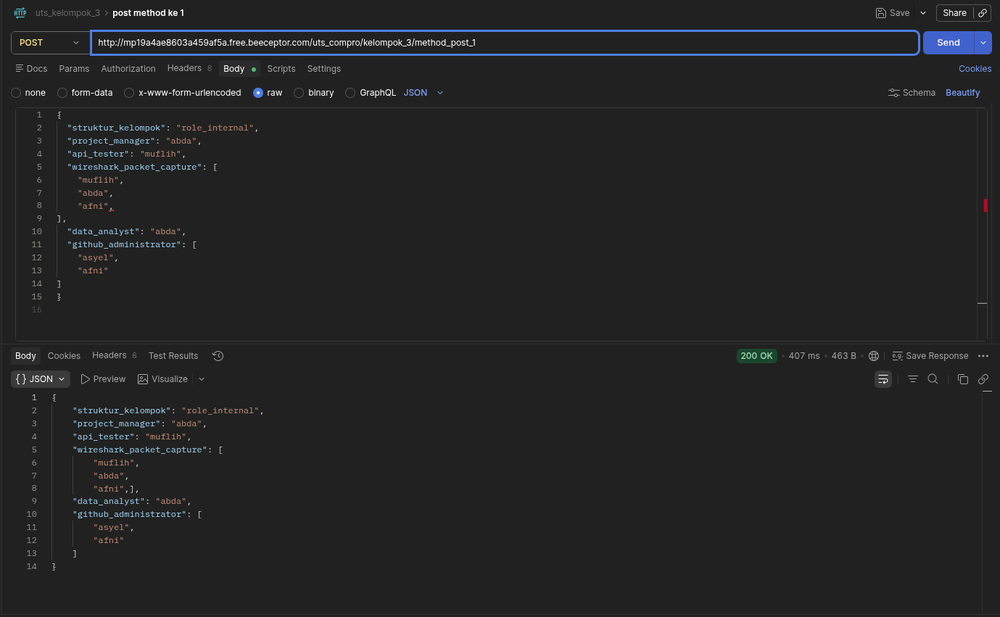 HTTP uts_kelompok_3 > post method ke 1 Save Share
POST http://mp19a4ae8603a459af5a.free.beeceptor.com/uts_compro/kelompok_3/method_post_1 Send
Docs Params Authorization Headers 8 Body Scripts Settings Cookies
none form-data x-www-form-urlencoded raw binary GraphQL JSON Schema Beautify
1 {
2 "struktur_kelompok": "role_internal",
3 "project_manager": "abda",
4 "api_tester": "muflih",
5 "wireshark_packet_capture": [
6 "muflih",
7 "abda",
8 "afni",
9 ],
10 "data_analyst": "abda",
11 "github_administrator": [
12 "asyel",
13 "afni"
14 ]
15 }
16
Body Cookies Headers 6 Test Results 200 OK • 407 ms • 463 B • e.g. Save Response
{} JSON Preview Visualize
1 {
2 "struktur_kelompok": "role_internal",
3 "project_manager": "abda",
4 "api_tester": "muflih",
5 "wireshark_packet_capture": [
6 "muflih",
7 "abda",
8 "afni",],
9 "data_analyst": "abda",
10 "github_administrator": [
11 "asyel",
12 "afni"
13 ]
14 }